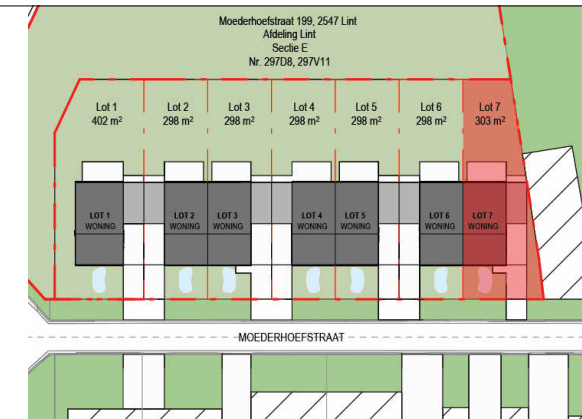 Moederhoefstraat 199, 2547 Lint
Afdeling Lint
Sectie E
Nr. 297D8, 297V11
Lot 1
402 m²
Lot 2
298 m²
Lot 3
298 m²
Lot 4
298 m²
Lot 5
298 m²
Lot 6
298 m²
Lot 7
303 m²
LOT 1
WONING
LOT 2
WONING
LOT 3
WONING
LOT 4
WONING
LOT 5
WONING
LOT 6
WONING
LOT 7
WONING
MOEDERHOEFSTRAAT